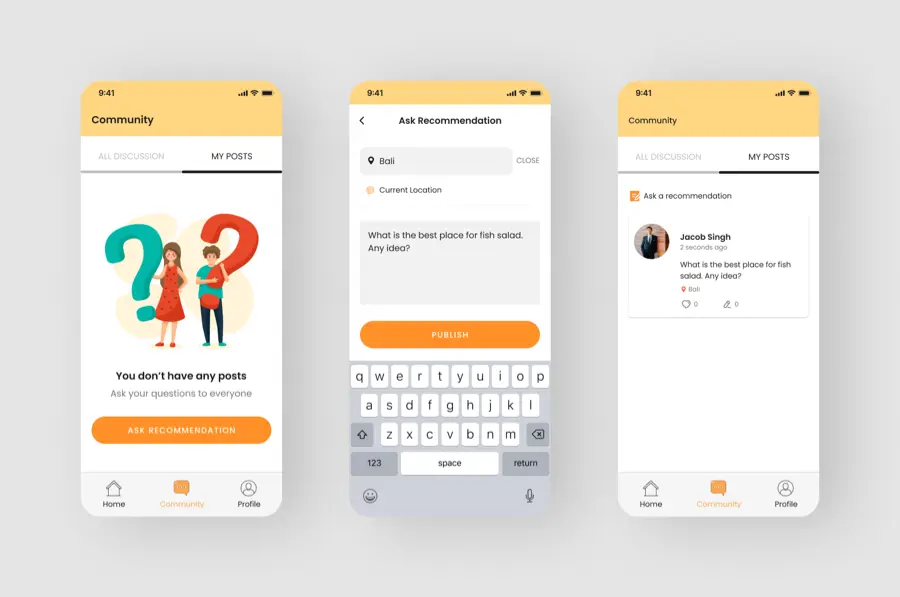 9:41
Community
ALL DISCUSSION
MY POSTS
You don’t have any posts
Ask your questions to everyone
ASK RECOMMENDATION
Home
Community
Profile
9:41
Ask Recommendation
Bali
CLOSE
Current Location
What is the best place for fish salad.
Any idea?
PUBLISH
q w e r t y u i o p
a s d f g h j k l
z x c v b n m
123
space
return
9:41
Community
ALL DISCUSSION
MY POSTS
Ask a recommendation
Jacob Singh
2 seconds ago
What is the best place for fish
salad. Any idea?
Bali
0
0
Home
Community
Profile